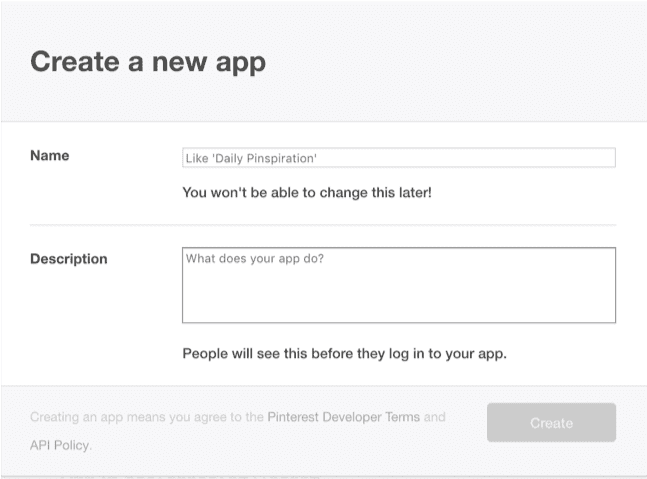 Create a new app
Name
Like 'Daily Pinspiration'
You won't be able to change this later!
Description
What does your app do?
People will see this before they log in to your app.
Creating an app means you agree to the Pinterest Developer Terms and
API Policy.
Create